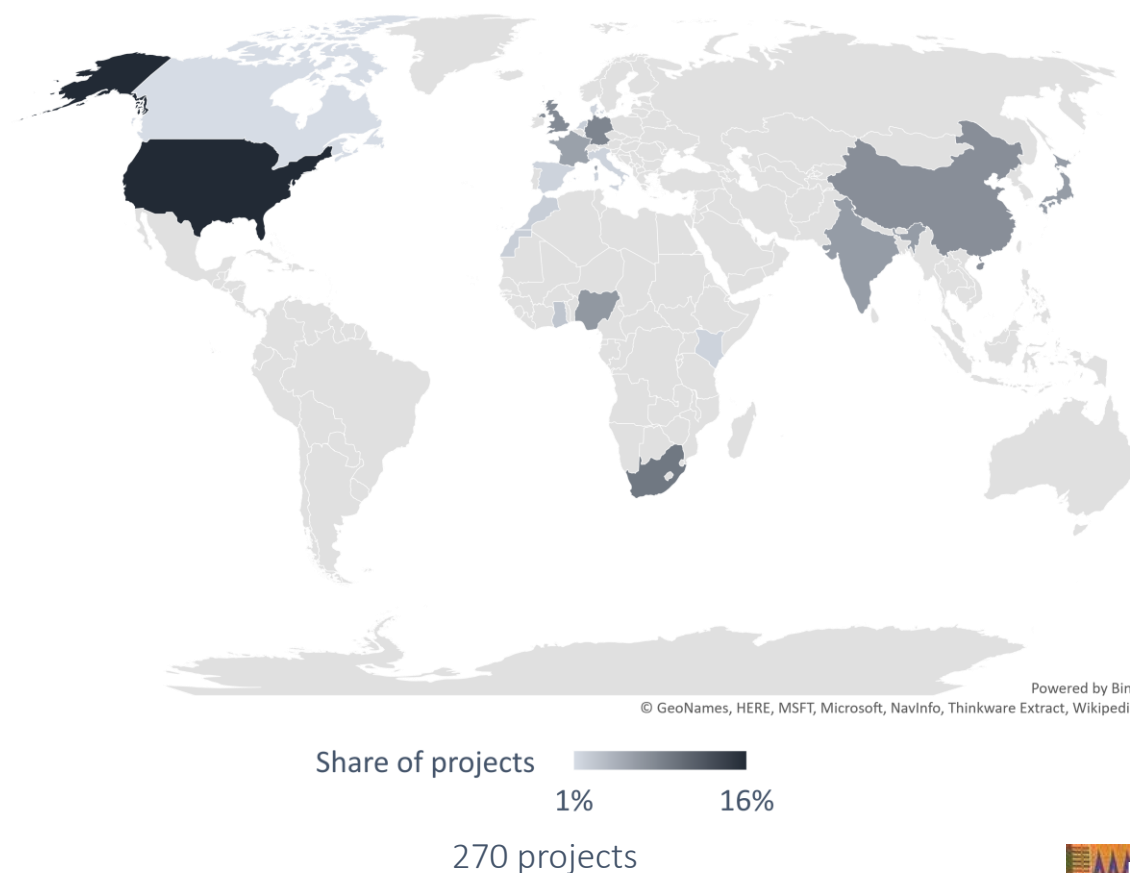 Powered by Bin
© GeoNames, HERE, MSFT, Microsoft, NavInfo, Thinkware Extract, Wikipedi
Share of projects
1% 16%
270 projects